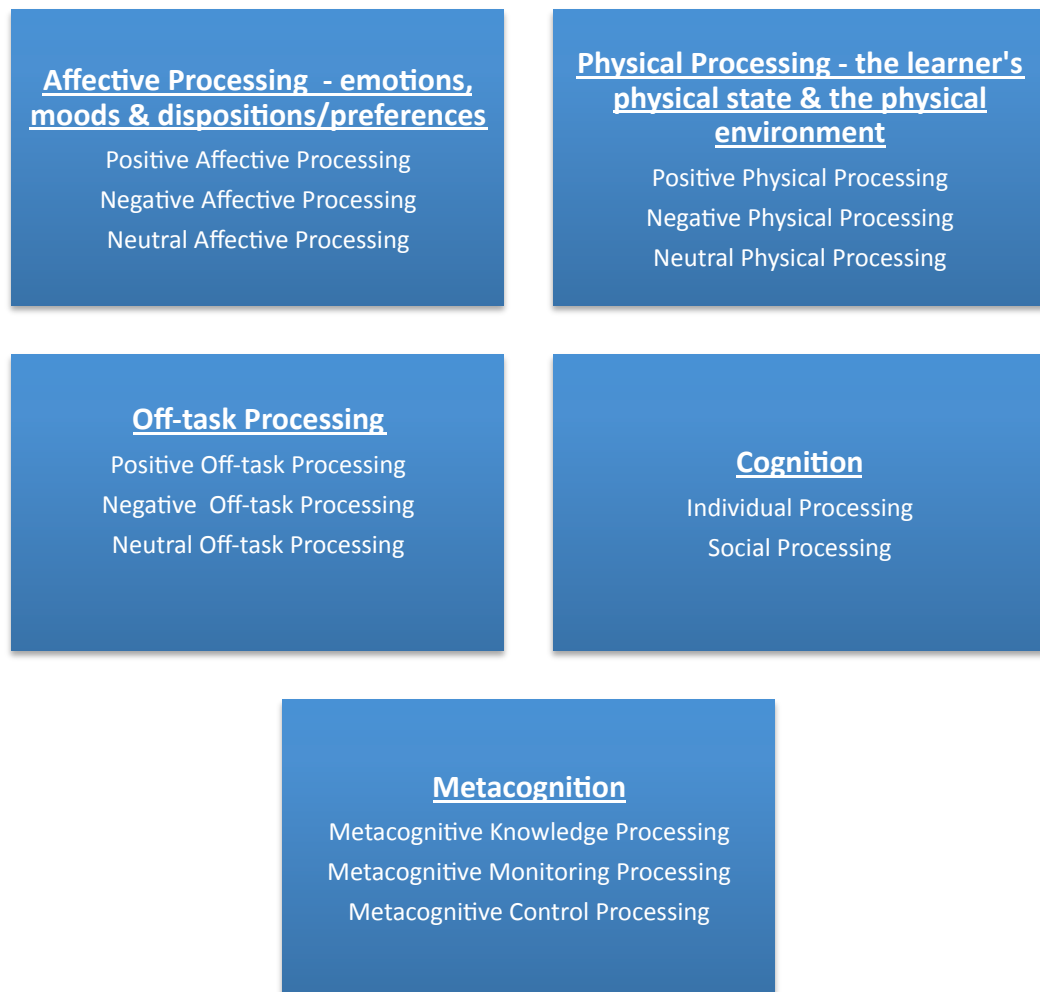 Affective Processing  - emotions,
moods & dispositions/preferences
Positive Affective Processing
Negative Affective Processing
Neutral Affective Processing
Physical Processing - the learner's
physical state & the physical
environment
Positive Physical Processing
Negative Physical Processing
Neutral Physical Processing
Off-task Processing
Positive Off-task Processing
Negative  Off-task Processing
Neutral Off-task Processing
Cognition
Individual Processing
Social Processing
Metacognition
Metacognitive Knowledge Processing
Metacognitive Monitoring Processing
Metacognitive Control Processing